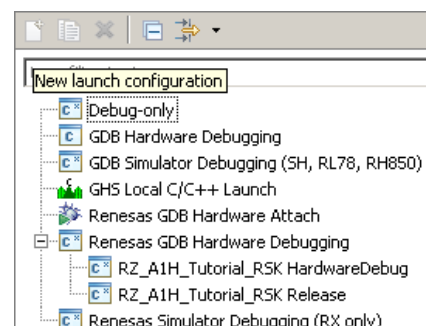 New launch configuration
Debug-only
GDB Hardware Debugging
GDB Simulator Debugging (SH, RL78, RH850)
GHS Local C/C++ Launch
Renesas GDB Hardware Attach
Renesas GDB Hardware Debugging
RZ_A1H_Tutorial_RSK HardwareDebug
RZ_A1H_Tutorial_RSK Release
Renesas Simulator Debugging (RX only)